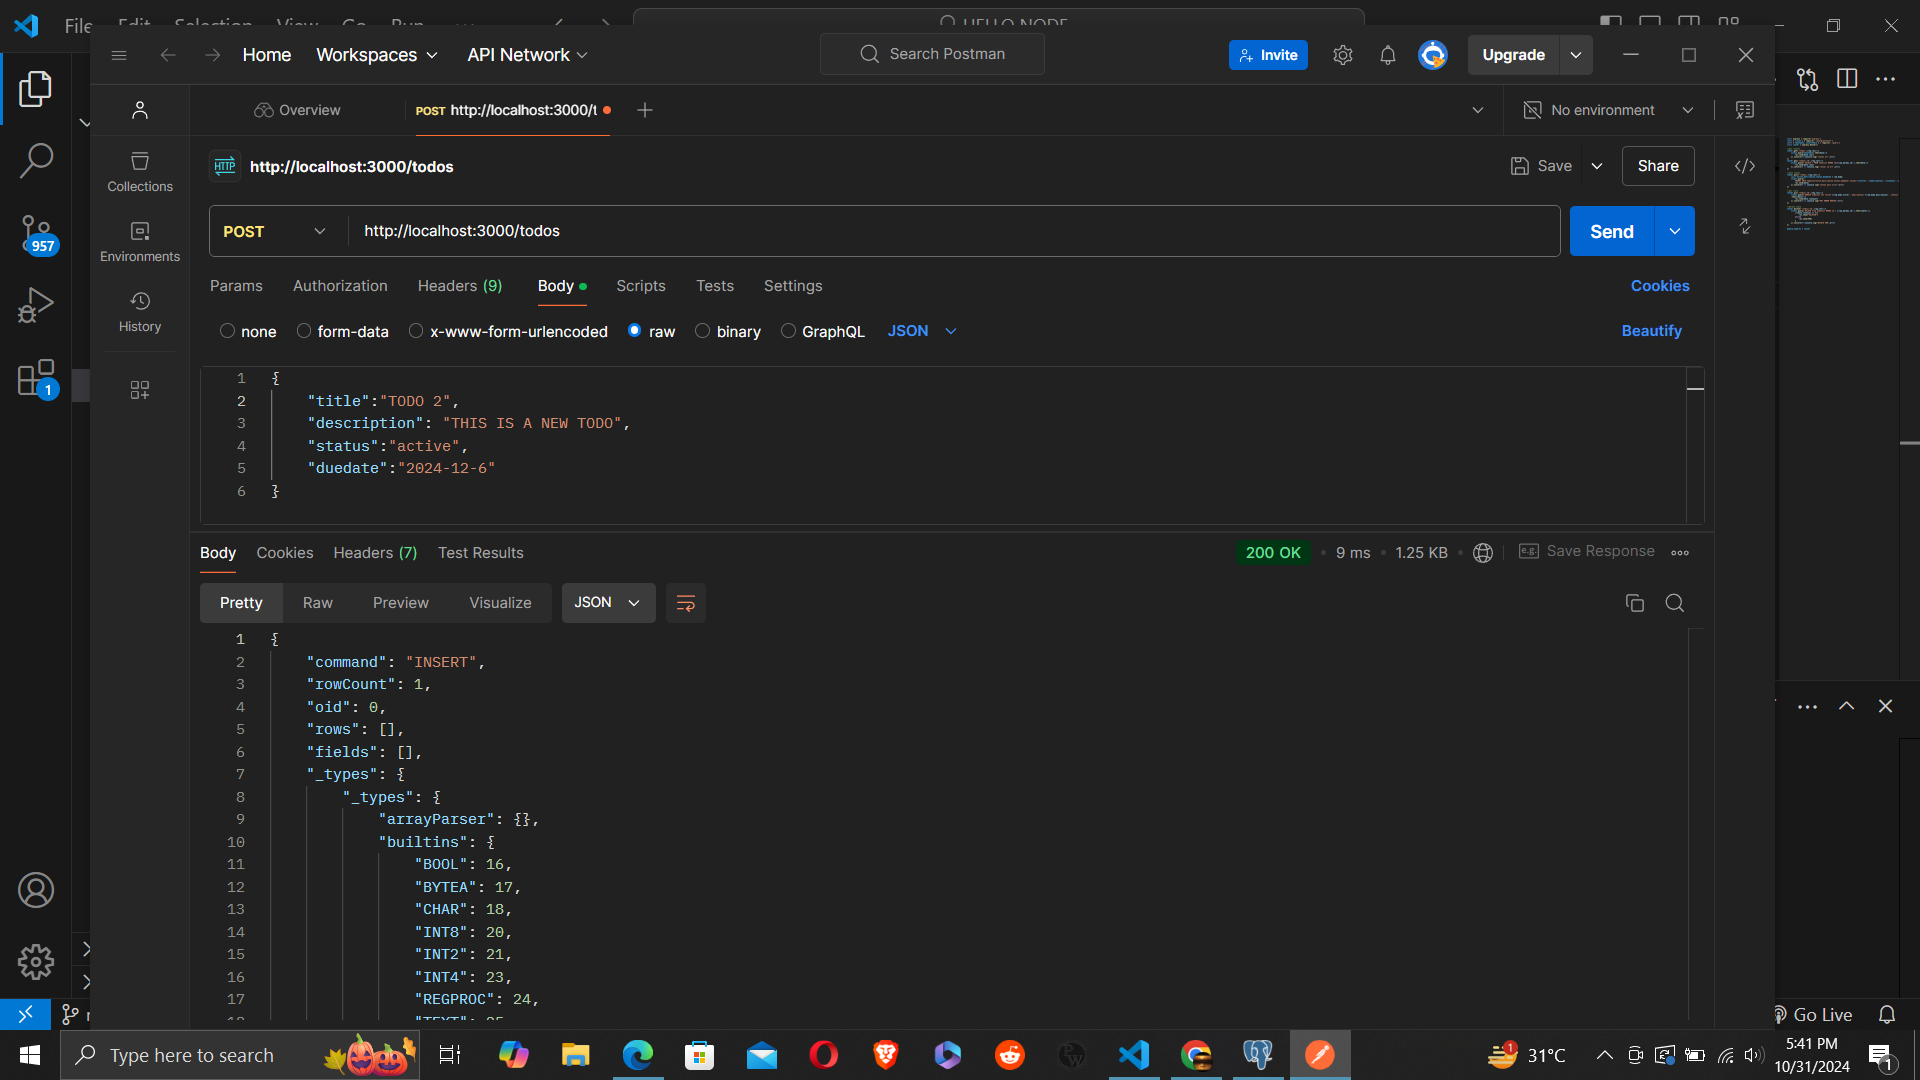 File Edit Selection View Go Run ...
HELLO NODE
Home Workspaces API Network
Search Postman
Invite
Upgrade
Overview
POST http://localhost:3000/t
No environment
HTTP http://localhost:3000/todos
Save
Share
Collections
Environments
History
957
1
POST
http://localhost:3000/todos
Send
Params Authorization Headers (9) Body Scripts Tests Settings
Cookies
none form-data x-www-form-urlencoded raw binary GraphQL JSON
Beautify
1 {
2 "title":"TODO 2",
3 "description": "THIS IS A NEW TODO",
4 "status":"active",
5 "duedate":"2024-12-6"
6 }
Body Cookies Headers (7) Test Results
200 OK • 9 ms • 1.25 KB •
e.g. Save Response
Pretty Raw Preview Visualize JSON
1 {
2 "command": "INSERT",
3 "rowCount": 1,
4 "oid": 0,
5 "rows": [],
6 "fields": [],
7 "_types": {
8 "_types": {
9 "arrayParser": {},
10 "builtins": {
11 "BOOL": 16,
12 "BYTEA": 17,
13 "CHAR": 18,
14 "INT8": 20,
15 "INT2": 21,
16 "INT4": 23,
17 "REGPROC": 24,
18 "TEXT": 25,
Go Live
Type here to search
1
31°C
5:41 PM
10/31/2024
1